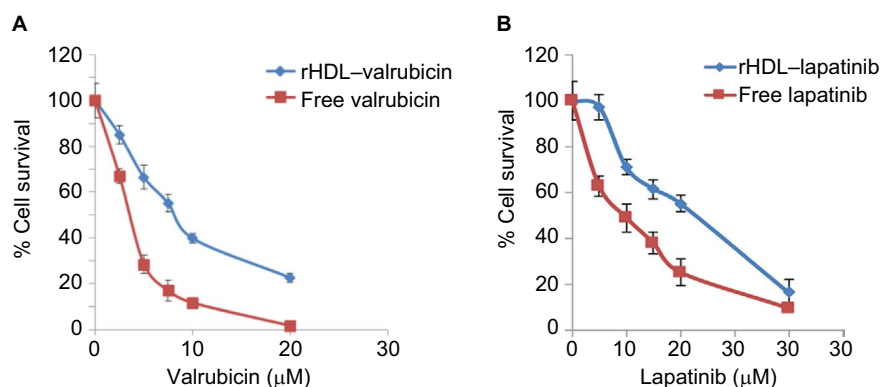 A
120
100
80
60
40
20
0
% Cell survival
rHDL–valrubicin
Free valrubicin
0 10 20 30
Valrubicin (µM)
B
120
100
80
60
40
20
0
% Cell survival
rHDL–lapatinib
Free lapatinib
0 10 20 30 30 30
Lapatinib (µM)